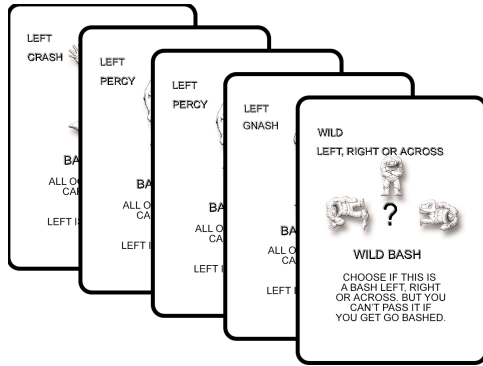 LEFT
CRASH
BA
ALL O
CA
LEFT IS
LEFT
PERCY
BA
ALL O
CA
LEFT I
LEFT
PERCY
BA
ALL O
CA
LEFT I
LEFT
GNASH
BA
ALL O
CA
LEFT I
WILD
LEFT, RIGHT OR ACROSS
?
WILD BASH
CHOOSE IF THIS IS
A BASH LEFT, RIGHT
OR ACROSS. BUT YOU
CAN'T PASS IT IF
YOU GET GO BASHED.